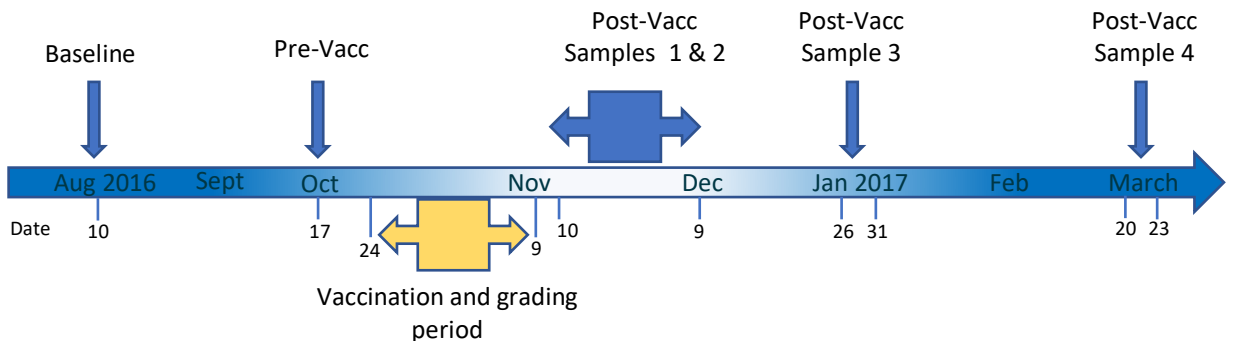 Baseline
Pre-Vacc
Post-Vacc
Samples 1 & 2
Post-Vacc
Sample 3
Post-Vacc
Sample 4
Aug 2016 Sept Oct Nov Dec Jan 2017 Feb March
Date 10 17 24 9 10 9 26 31 20 23
Vaccination and grading
period